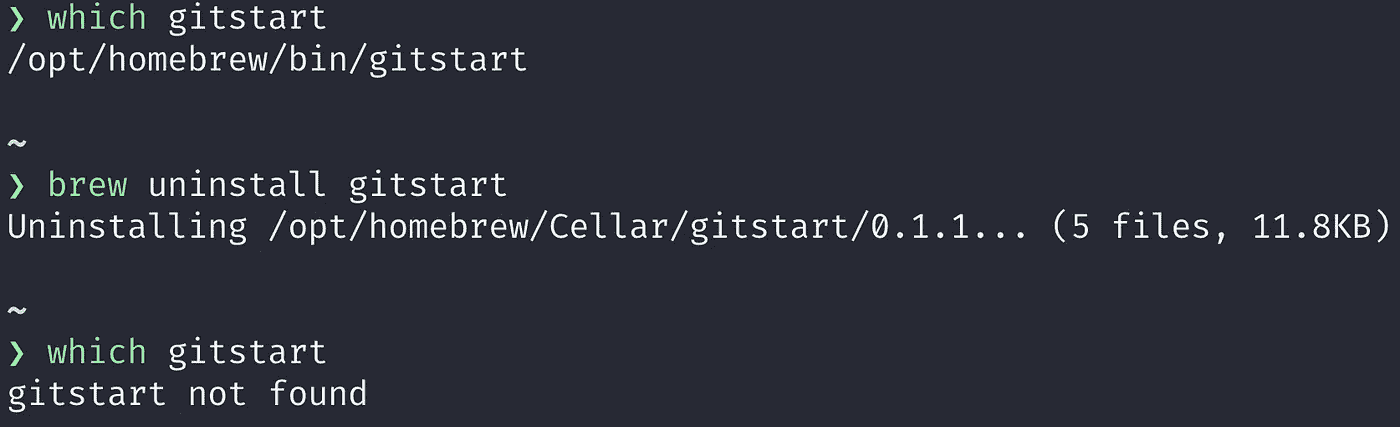 ❯ which gitstart
/opt/homebrew/bin/gitstart
~
❯ brew uninstall gitstart
Uninstalling /opt/homebrew/Cellar/gitstart/0.1.1... (5 files, 11.8KB)
~
❯ which gitstart
gitstart not found